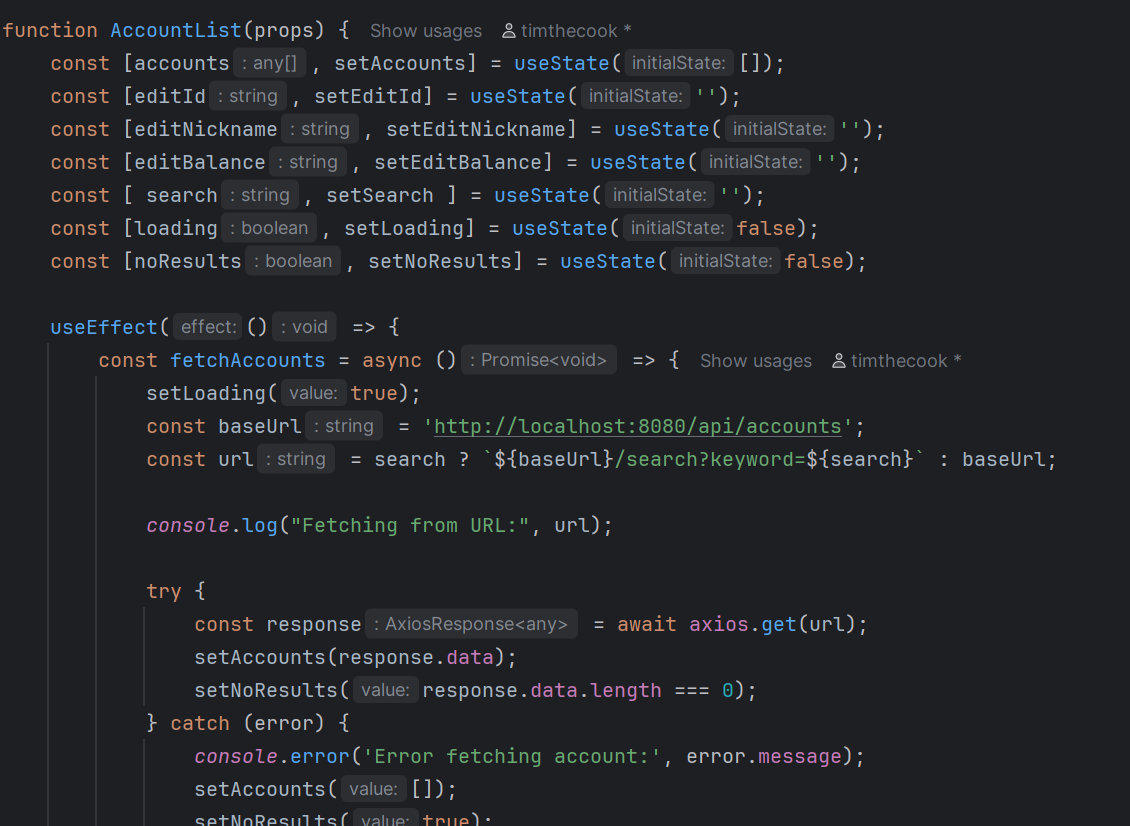 function AccountList(props) {  Show usages  timthecook *
    const [accounts : any[] , setAccounts] = useState( initialState: []);
    const [editId : string , setEditId] = useState( initialState: '');
    const [editNickname : string , setEditNickname] = useState( initialState: '');
    const [editBalance : string , setEditBalance] = useState( initialState: '');
    const [ search : string , setSearch ] = useState( initialState: '');
    const [loading : boolean , setLoading] = useState( initialState: false);
    const [noResults : boolean , setNoResults] = useState( initialState: false);
    useEffect( effect: () : void  => {
        const fetchAccounts = async () : Promise<void>  => {  Show usages  timthecook *
            setLoading( value: true);
            const baseUrl : string  = 'http://localhost:8080/api/accounts';
            const url : string  = search ? `${baseUrl}/search?keyword=${search}` : baseUrl;
            console.log("Fetching from URL:", url);
            try {
                const response : AxiosResponse<any>  = await axios.get(url);
                setAccounts(response.data);
                setNoResults( value: response.data.length === 0);
            } catch (error) {
                console.error('Error fetching account:', error.message);
                setAccounts( value: []);
                setNoResults( value: true);